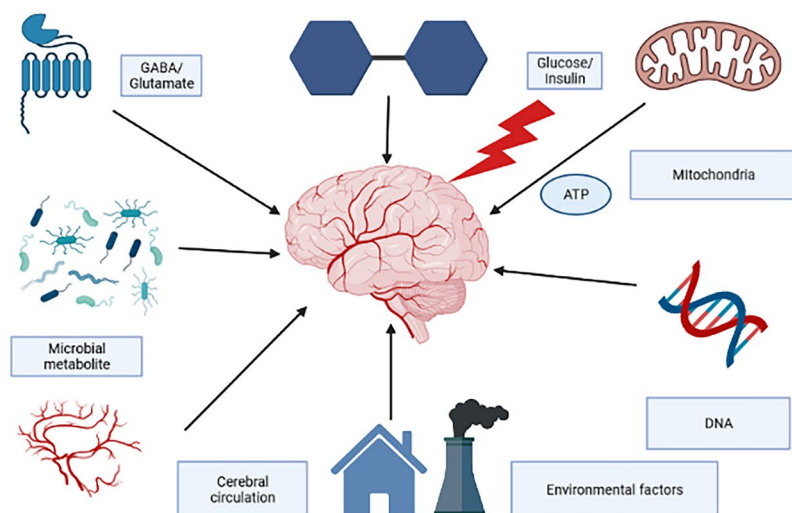 GABA/
Glutamate
Glucose/
Insulin
Mitochondria
ATP
Microbial
metabolite
DNA
Cerebral
circulation
Environmental factors